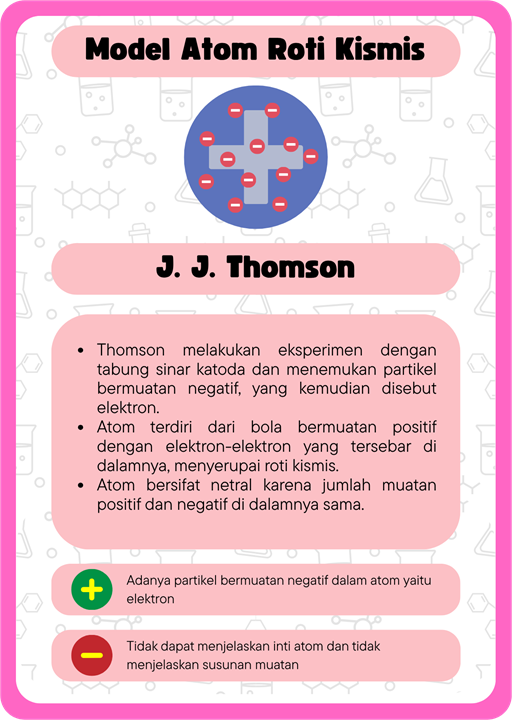 Model Atom Roti Kismis
J. J. Thomson
• Thomson melakukan eksperimen dengan
tabung sinar katoda dan menemukan partikel
bermuatan negatif, yang kemudian disebut
elektron.
• Atom terdiri dari bola bermuatan positif
dengan elektron-elektron yang tersebar di
dalamnya, menyerupai roti kismis.
• Atom bersifat netral karena jumlah muatan
positif dan negatif di dalamnya sama.
Adanya partikel bermuatan negatif dalam atom yaitu
elektron
Tidak dapat menjelaskan inti atom dan tidak
menjelaskan susunan muatan